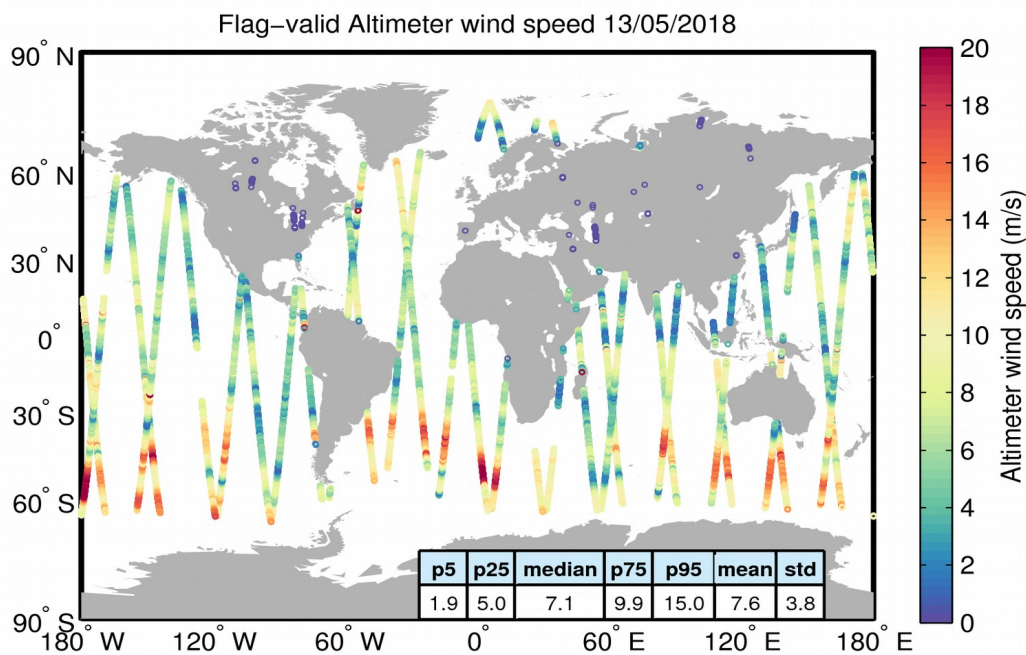 Flag−valid Altimeter wind speed 13/05/2018
90° N
60° N
30° N
0°
30° S
60° S
90° S
180° W
120° W
60° W
0°
60° E
120° E
180° E
p5 p25 median p75 p95 mean std
1.9 5.0 7.1 9.9 15.0 7.6 3.8
20
18
16
14
12
10
8
6
4
2
0
Altimeter wind speed (m/s)